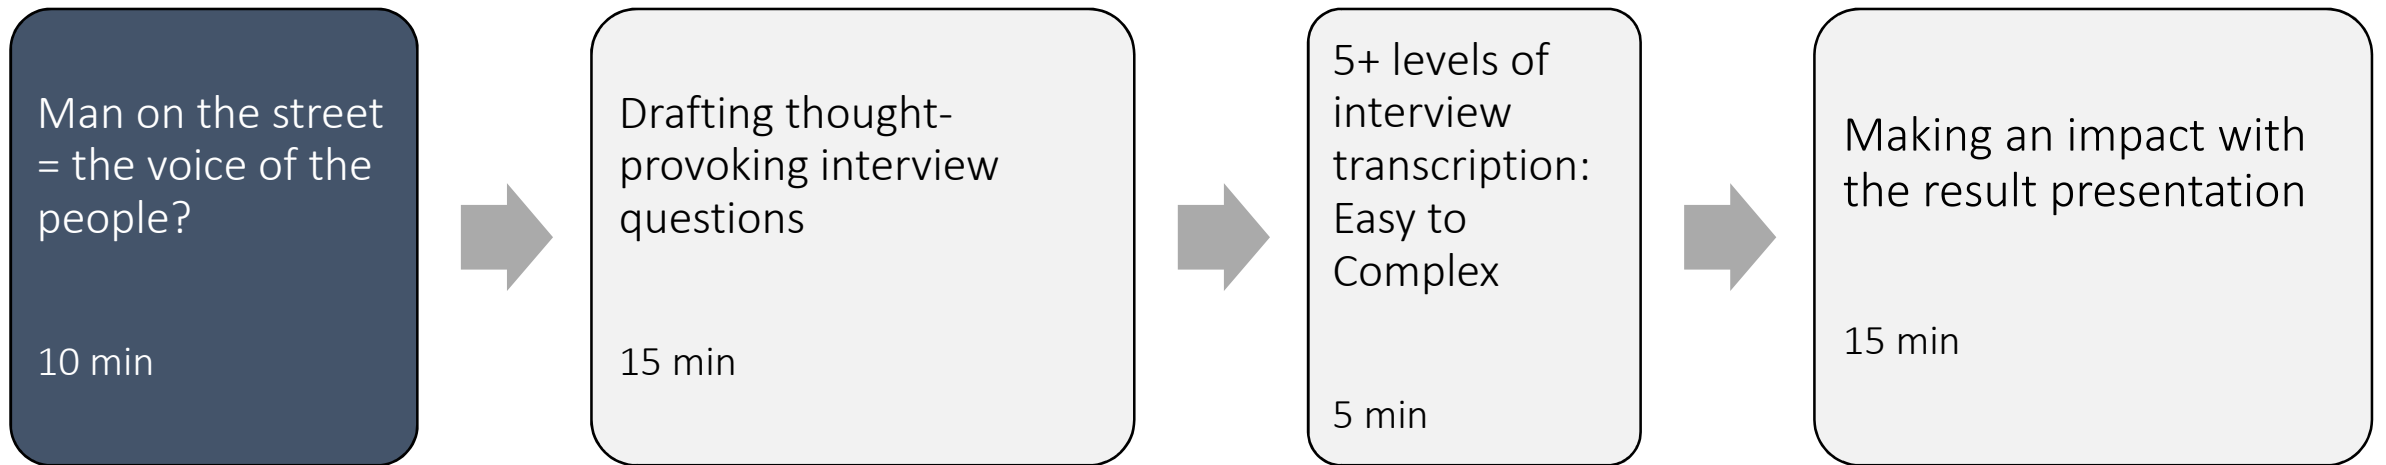 Man on the street
= the voice of the
people?
10 min
Drafting thought-
provoking interview
questions
15 min
5+ levels of
interview
transcription:
Easy to
Complex
5 min
Making an impact with
the result presentation
15 min